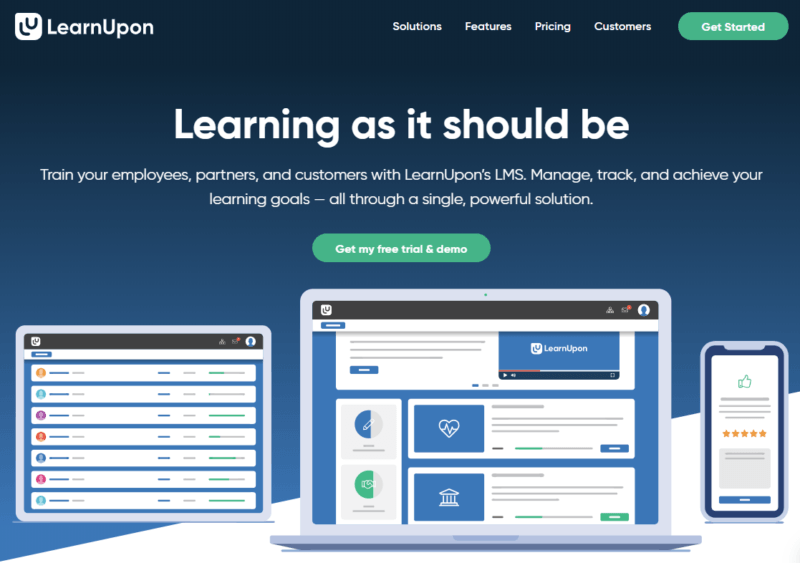 LearnUpon
Solutions
Features
Pricing
Customers
Get Started
Learning as it should be
Train your employees, partners, and customers with LearnUpon's LMS. Manage, track, and achieve your
learning goals — all through a single, powerful solution.
Get my free trial & demo
LearnUpon